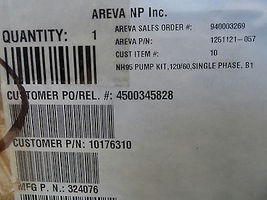 AREVA NP Inc.
QUANTITY: 1
AREVA SALES ORDER #: 940003269
AREVA P/N: 1251121-057
CUST ITEM #: 10
NH95 PUMP KIT,120/60,SINGLE PHASE, B1
CUSTOMER PO/REL. #: 4500345828
CUSTOMER P/N: 10176310
MFG P. N.: 324076